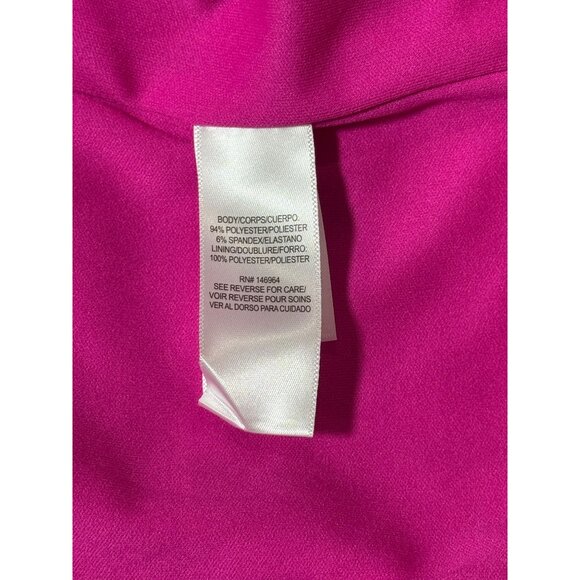 BODY/CORPS/CUERPO:
94% POLYESTER/POLIESTER
6% SPANDEX/ELASTANO
LINING/DOUBLURE/FORRO:
100% POLYESTER/POLIESTER
RN# 146964
SEE REVERSE FOR CARE/
VOIR REVERSE POUR SOINS
VER AL DORSO PARA CUIDADO